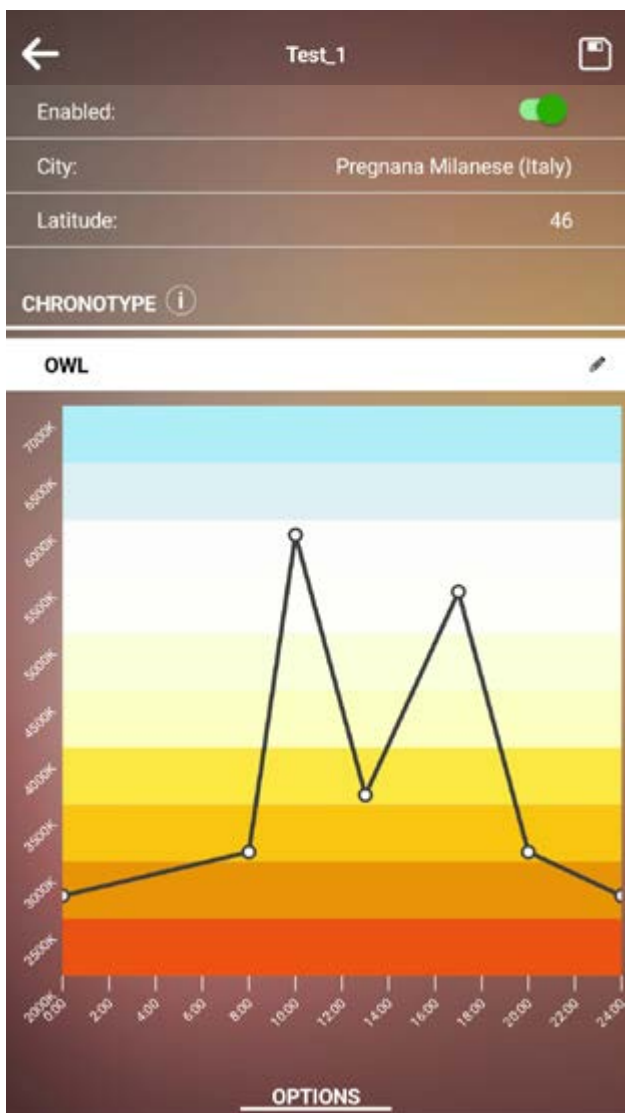 Test_1
Enabled:
City: Pregnana Milanese (Italy)
Latitude: 46
CHRONOTYPE i
OWL
7000K
6500K
6000K
5500K
5000K
4500K
4000K
3500K
3000K
2500K
2000K
0:00 2:00 4:00 6:00 8:00 10:00 12:00 14:00 16:00 18:00 20:00 22:00 24:00
OPTIONS